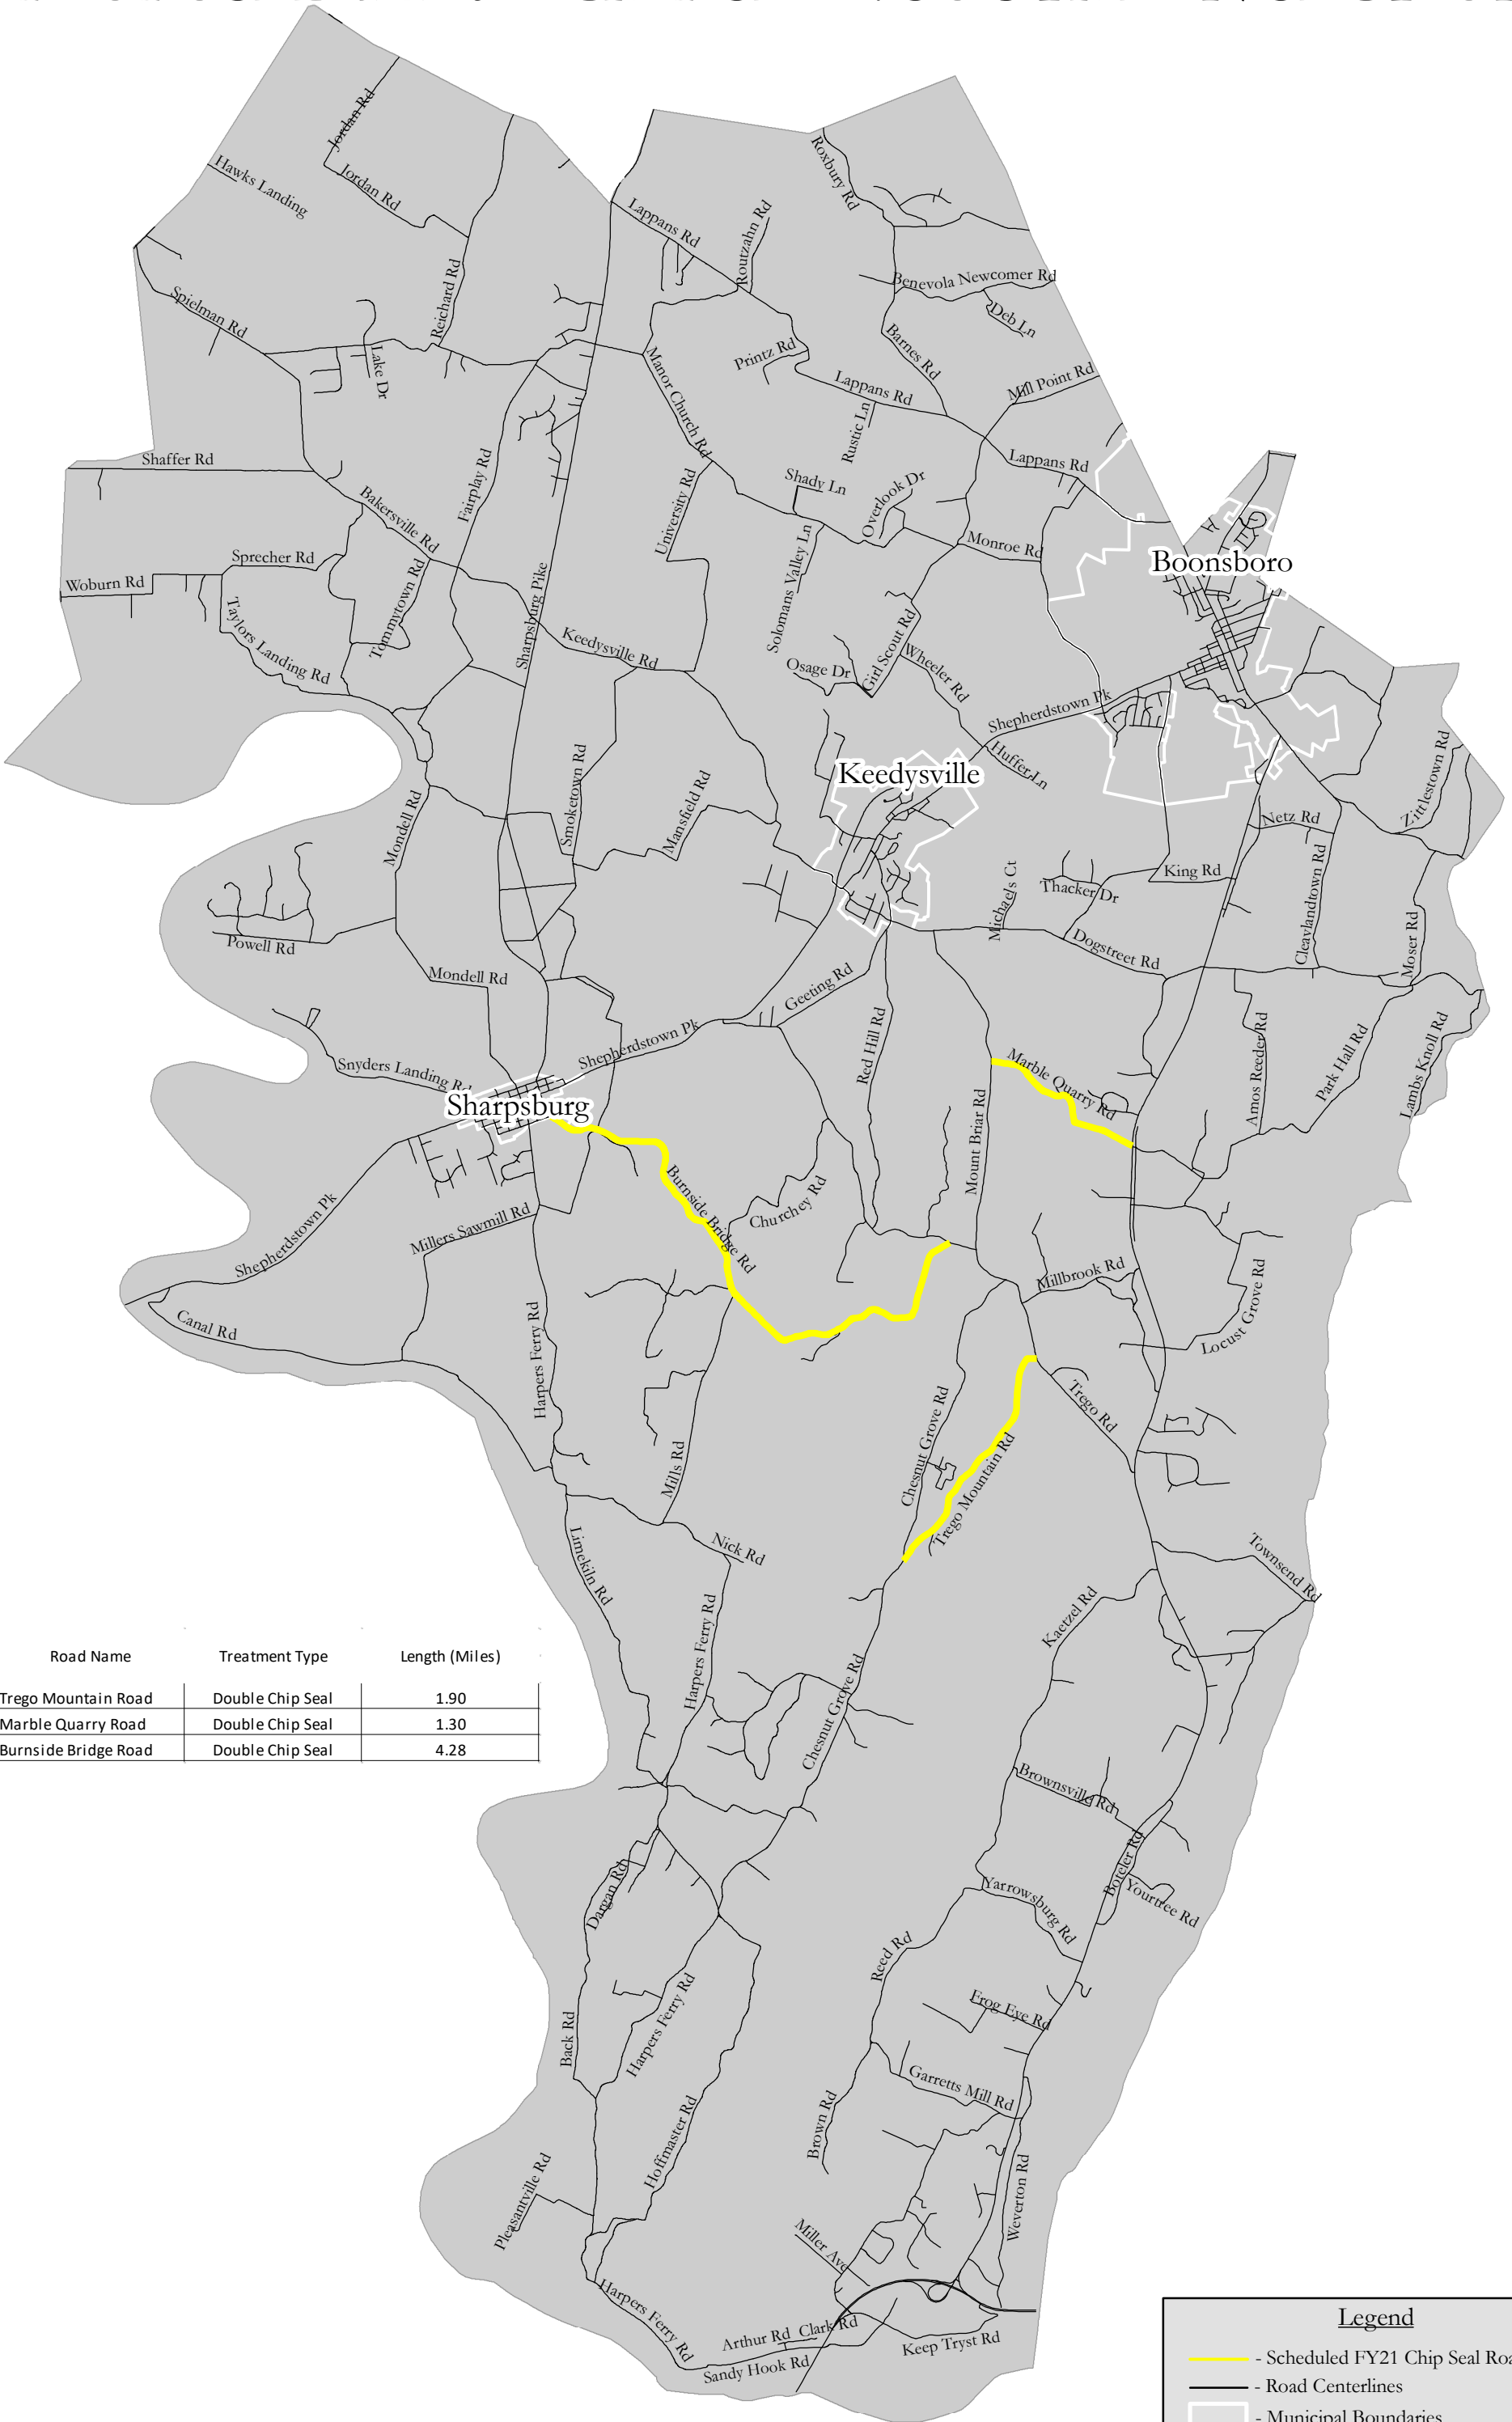 Jordan Rd
Hawks Landing
Jordan Rd
Roxbury Rd
Lappans Rd
Routzahn Rd
Reichard Rd
Benevola Newcomer Rd
Deb Ln
Spielman Rd
Lake Dr
Barnes Rd
Printz Rd
Manor Church Rd
Lappans Rd
Mill Point Rd
Rustic Ln
Shaffer Rd
Lappans Rd
Fairplay Rd
Shady Ln
Overlook Dr
University Rd
Bakersville Rd
Monroe Rd
Sprecher Rd
Boonsboro
Woburn Rd
Tommytown Rd
Solomans Valley Ln
Taylors Landing Rd
Sharpsburg Pike
Keedysville Rd
Osage Dr
Girl Scout Rd
Wheeler Rd
Shepherdstown Pk
Huffer Ln
Keedysville
Zittlestown Rd
Smoketown Rd
Mansfield Rd
Mondell Rd
Netz Rd
King Rd
Thacker Dr
Michaels Ct
Cleavlandtown Rd
Moser Rd
Powell Rd
Dogstreet Rd
Mondell Rd
Geeting Rd
Red Hill Rd
Shepherdstown Pk
Amos Reeder Rd
Park Hall Rd
Lambs Knoll Rd
Marble Quarry Rd
Snyders Landing Rd
Sharpsburg
Mount Briar Rd
Burnside Bridge Rd
Churchey Rd
Shepherdstown Pk
Millers Sawmill Rd
Millbrook Rd
Locust Grove Rd
Canal Rd
Harpers Ferry Rd
Trego Rd
Chesnut Grove Rd
Trego Mountain Rd
Mills Rd
Nick Rd
Limekiln Rd
Townsend Rd
Kaetzel Rd
Harpers Ferry Rd
Chesnut Grove Rd
Road Name Treatment Type Length (Miles)
Trego Mountain Road Double Chip Seal 1.90
Marble Quarry Road Double Chip Seal 1.30
Burnside Bridge Road Double Chip Seal 4.28
Brownsville Rd
Boteler Rd
Yourtree Rd
Dargan Rd
Yarrowsburg Rd
Reed Rd
Frog Eye Rd
Back Rd
Harpers Ferry Rd
Garretts Mill Rd
Brown Rd
Hoffmaster Rd
Pleasantville Rd
Weverton Rd
Miller Ave
Harpers Ferry Rd
Arthur Rd
Clark Rd
Keep Tryst Rd
Sandy Hook Rd
Legend
- Scheduled FY21 Chip Seal Roa
- Road Centerlines
- Municipal Boundaries